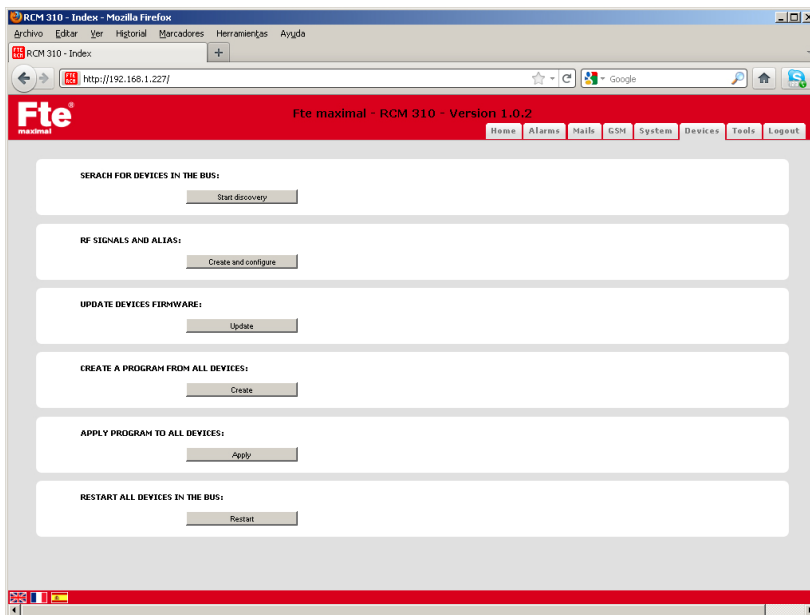 RCM 310 - Index - Mozilla Firefox
Archivo Editar Ver Historial Marcadores Herramientas Ayuda
FTE RCM RCM 310 - Index +
FTE RCM http://192.168.1.227/ Google
Fte® maximal
Fte maximal - RCM 310 - Version 1.0.2
Home Alarms Mails GSM System Devices Tools Logout
SERACH FOR DEVICES IN THE BUS:
Start discovery
RF SIGNALS AND ALIAS:
Create and configure
UPDATE DEVICES FIRMWARE:
Update
CREATE A PROGRAM FROM ALL DEVICES:
Create
APPLY PROGRAM TO ALL DEVICES:
Apply
RESTART ALL DEVICES IN THE BUS:
Restart